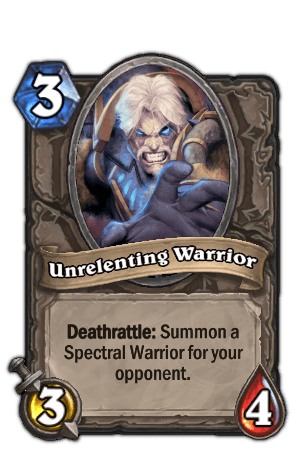 3
Unrelenting Warrior
Deathrattle: Summon a
Spectral Warrior for your
opponent.
3
4